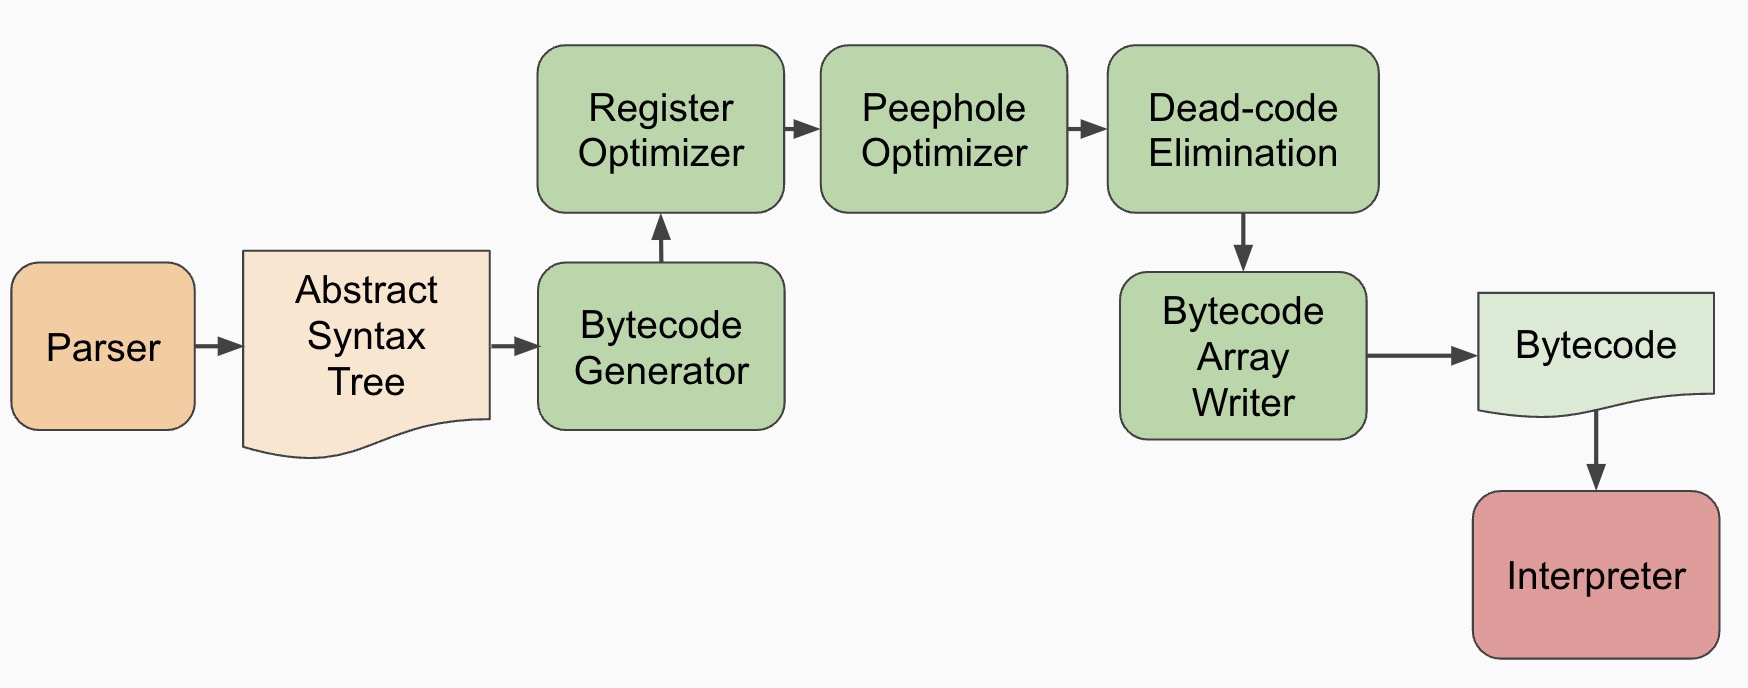 Register
Optimizer
Peephole
Optimizer
Dead-code
Elimination
Parser
Abstract
Syntax
Tree
Bytecode
Generator
Bytecode
Array
Writer
Bytecode
Interpreter